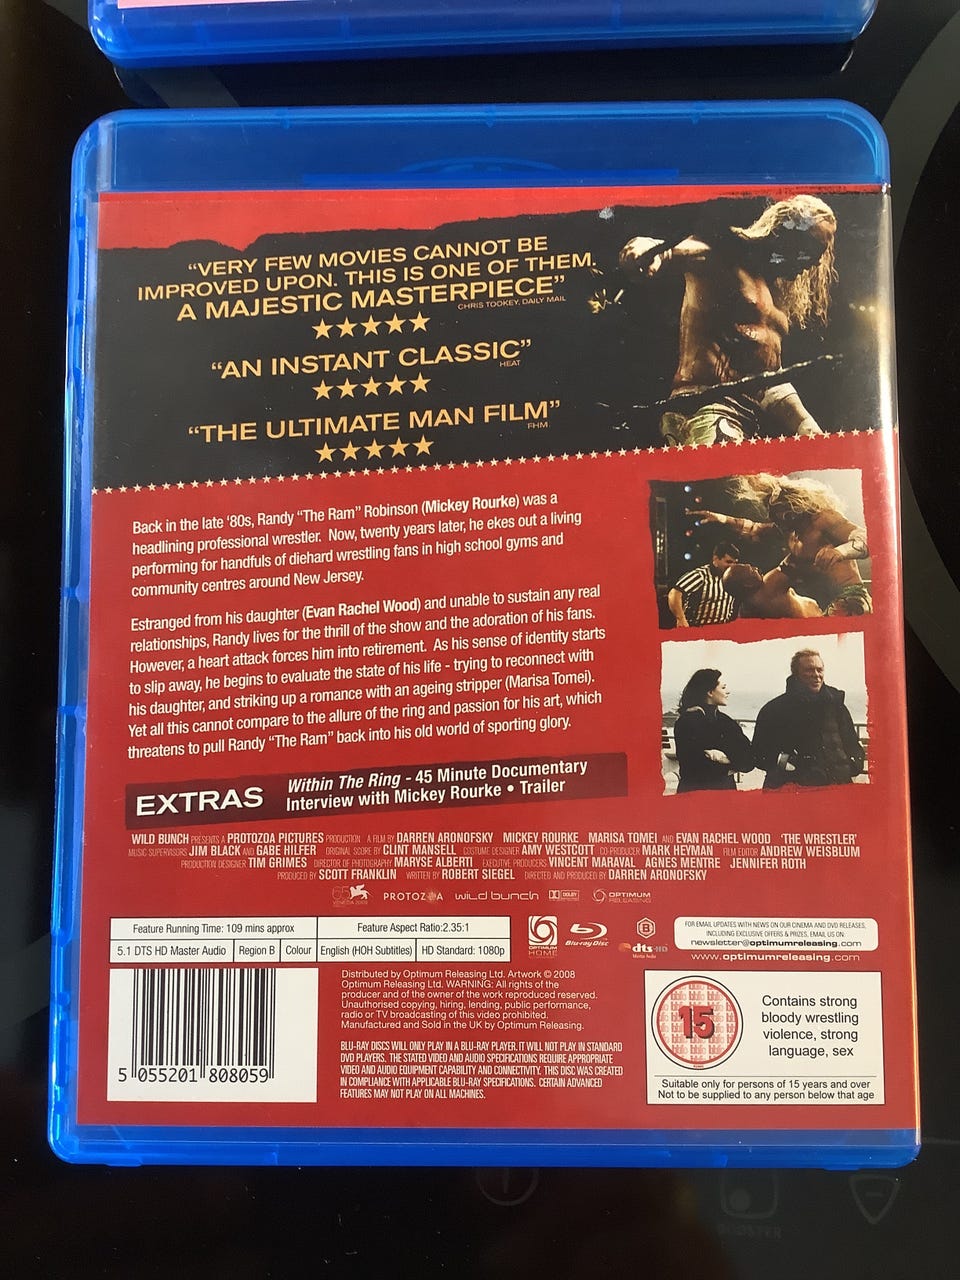 “VERY FEW MOVIES CANNOT BE
IMPROVED UPON. THIS IS ONE OF THEM.
A MAJESTIC MASTERPIECE”
CHRIS TOOKEY, DAILY MAIL
“AN INSTANT CLASSIC”
HEAT
“THE ULTIMATE MAN FILM”
FHM
Back in the late ‘80s, Randy “The Ram” Robinson (Mickey Rourke) was a
headlining professional wrestler. Now, twenty years later, he ekes out a living
performing for handfuls of diehard wrestling fans in high school gyms and
community centres around New Jersey.
Estranged from his daughter (Evan Rachel Wood) and unable to sustain any real
relationships, Randy lives for the thrill of the show and the adoration of his fans.
However, a heart attack forces him into retirement. As his sense of identity starts
to slip away, he begins to evaluate the state of his life - trying to reconnect with
his daughter, and striking up a romance with an ageing stripper (Marisa Tomei).
Yet all this cannot compare to the allure of the ring and passion for his art, which
threatens to pull Randy “The Ram” back into his old world of sporting glory.
EXTRAS
Within The Ring - 45 Minute Documentary
Interview with Mickey Rourke • Trailer
WILD BUNCH PRESENTS A PROTOZOA PICTURES PRODUCTION A FILM BY DARREN ARONOFSKY MICKEY ROURKE MARISA TOMEI AND EVAN RACHEL WOOD ‘THE WRESTLER’
MUSIC SUPERVISORS JIM BLACK AND GABE HILFER ORIGINAL SCORE BY CLINT MANSELL COSTUME DESIGNER AMY WESTCOTT CO-PRODUCER MARK HEYMAN FILM EDITOR ANDREW WEISBLUM
PRODUCTION DESIGNER TIM GRIMES DIRECTOR OF PHOTOGRAPHY MARYSE ALBERTI EXECUTIVE PRODUCERS VINCENT MARAVAL AGNES MENTRE JENNIFER ROTH
PRODUCED BY SCOTT FRANKLIN WRITTEN BY ROBERT SIEGEL DIRECTED AND PRODUCED BY DARREN ARONOFSKY
65 VENEZIA 2008 PROTOZOA wild bunch DOLBY OPTIMUM RELEASING
Feature Running Time: 109 mins approx Feature Aspect Ratio:2.35:1
5.1 DTS HD Master Audio Region B Colour English (HOH Subtitles) HD Standard: 1080p
OPTIMUM HOME
Blu-ray Disc
B
dts-HD
Master Audio
FOR EMAIL UPDATES WITH NEWS ON OUR CINEMA AND DVD RELEASES,
INCLUDING EXCLUSIVE OFFERS & PRIZES, EMAIL US ON:
newsletter@optimumreleasing.com
www.optimumreleasing.com
5 055201 808059
Distributed by Optimum Releasing Ltd. Artwork © 2008
Optimum Releasing Ltd. WARNING: All rights of the
producer and of the owner of the work reproduced reserved.
Unauthorised copying, hiring, lending, public performance,
radio or TV broadcasting of this video prohibited.
Manufactured and Sold in the UK by Optimum Releasing.
BLU-RAY DISCS WILL ONLY PLAY IN A BLU-RAY PLAYER. IT WILL NOT PLAY IN STANDARD
DVD PLAYERS. THE STATED VIDEO AND AUDIO SPECIFICATIONS REQUIRE APPROPRIATE
VIDEO AND AUDIO EQUIPMENT CAPABILITY AND CONNECTIVITY. THIS DISC WAS CREATED
IN COMPLIANCE WITH APPLICABLE BLU-RAY SPECIFICATIONS. CERTAIN ADVANCED
FEATURES MAY NOT PLAY ON ALL MACHINES.
15
Contains strong
bloody wrestling
violence, strong
language, sex
Suitable only for persons of 15 years and over
Not to be supplied to any person below that age
BOOSTER